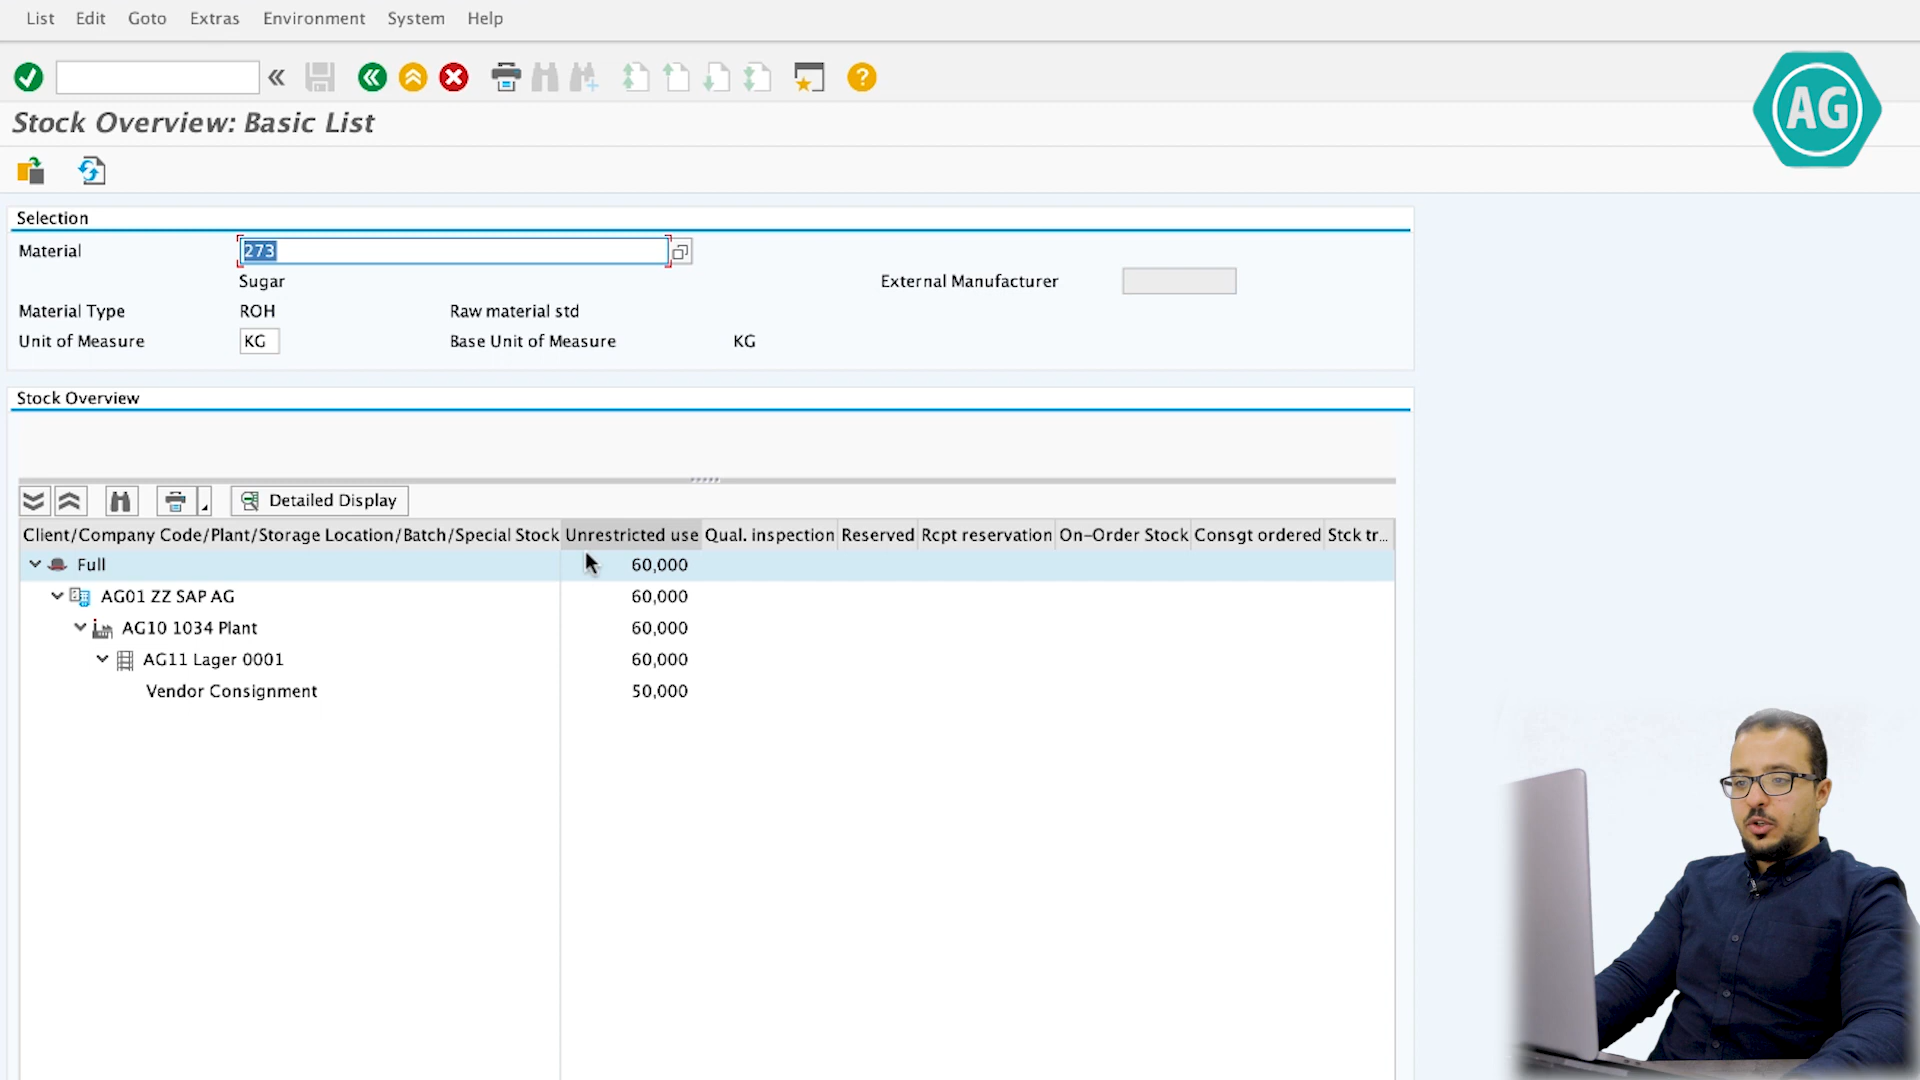 List Edit Goto Extras Environment System Help
AG
Stock Overview: Basic List
Selection
Material 273
Sugar External Manufacturer
Material Type ROH Raw material std
Unit of Measure KG Base Unit of Measure KG
Stock Overview
Detailed Display
Client/Company Code/Plant/Storage Location/Batch/Special Stock Unrestricted use Qual. inspection Reserved Rcpt reservation On-Order Stock Consgt ordered Stck tr...
Full 60,000
AG01 ZZ SAP AG 60,000
AG10 1034 Plant 60,000
AG11 Lager 0001 60,000
Vendor Consignment 50,000